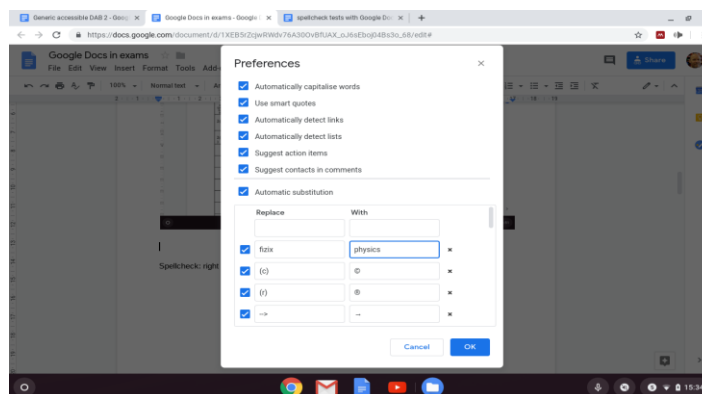 Generic accessible DAB 2 - Goog
Google Docs in exams - Google
spellcheck tests with Google Do
https://docs.google.com/document/d/1XEB5rZcjwRWdv76A30OvBfUAX_oJ6sEboj04Bs3o_68/edit#
Google Docs in exams
File Edit View Insert Format Tools Add-
Share
100% Normal text
Preferences
Automatically capitalise words
Use smart quotes
Automatically detect links
Automatically detect lists
Suggest action items
Suggest contacts in comments
Automatic substitution
Replace With
fizix physics
(c) ©
(r) ®
--> →
Spellcheck: right
Cancel OK
15:34